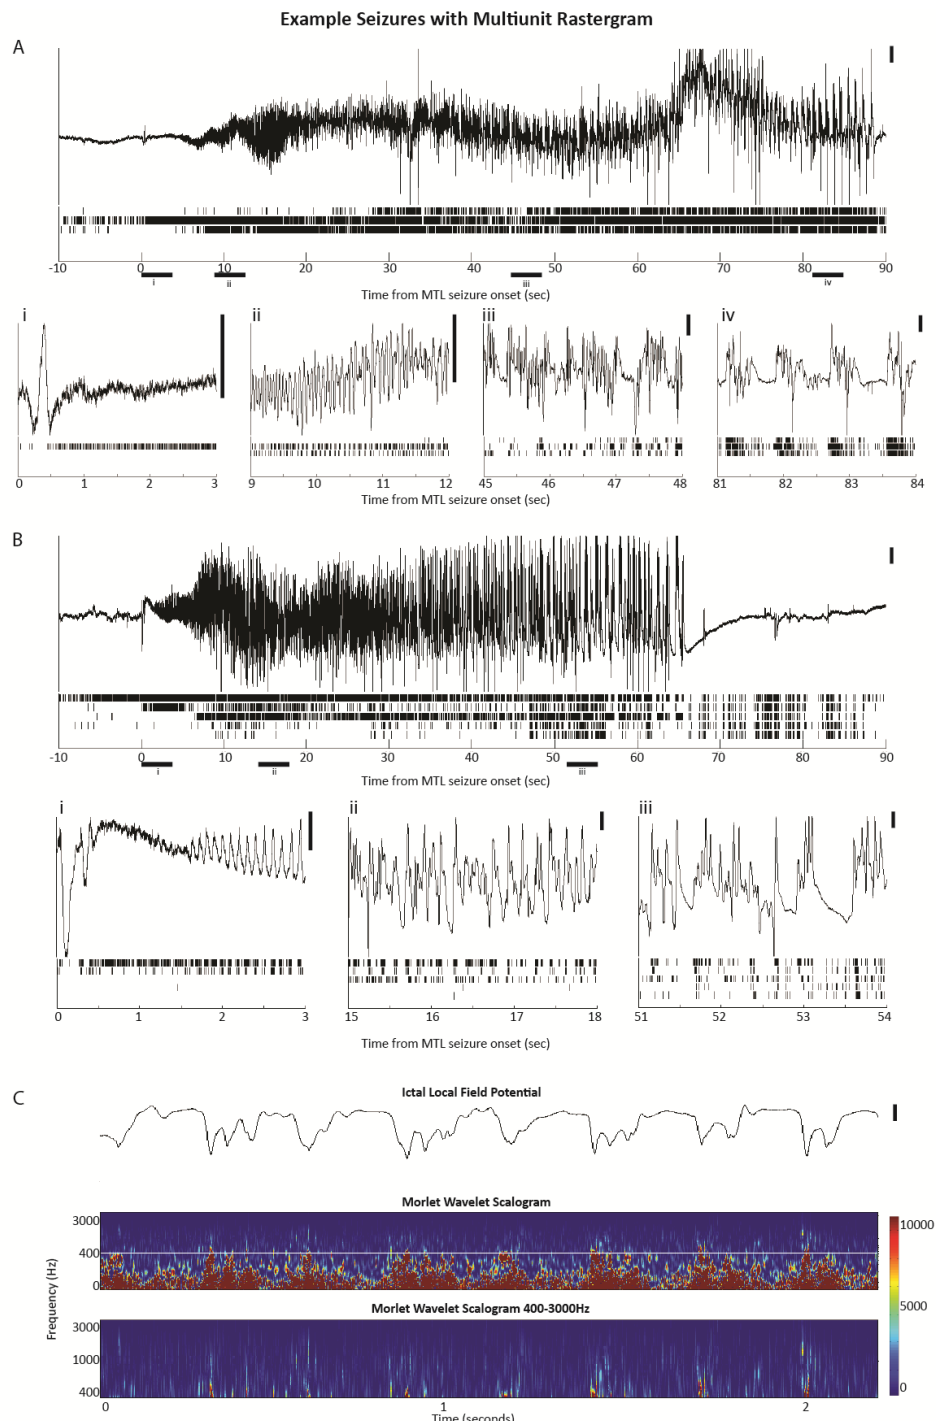 Example Seizures with Multiunit Rastergram
A
-10 0 10 20 30 40 50 60 70 80 90
i ii iii iv
Time from MTL seizure onset (sec)
i ii iii iv
0 1 2 3 9 10 11 12 45 46 47 48 81 82 83 84
Time from MTL seizure onset (sec)
B
-10 0 10 20 30 40 50 60 70 80 90
i ii iii
Time from MTL seizure onset (sec)
i ii iii
0 1 2 3 15 16 17 18 51 52 53 54
Time from MTL seizure onset (sec)
C
Ictal Local Field Potential
Morlet Wavelet Scalogram
3000
400
0
10000
5000
0
Frequency (Hz)
Morlet Wavelet Scalogram 400-3000Hz
3000
1000
400
0 1 2
Time (seconds)